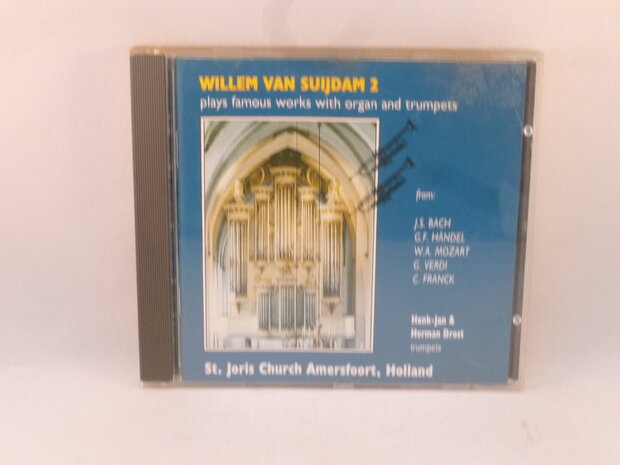 WILLEM VAN SUIJDAM 2
plays famous works with organ and trumpets
from:
J.S. BACH
G.F. HÄNDEL
W.A. MOZART
G. VERDI
C. FRANCK
Henk-Jan &
Herman Drost
trumpets
St. Joris Church Amersfoort, Holland